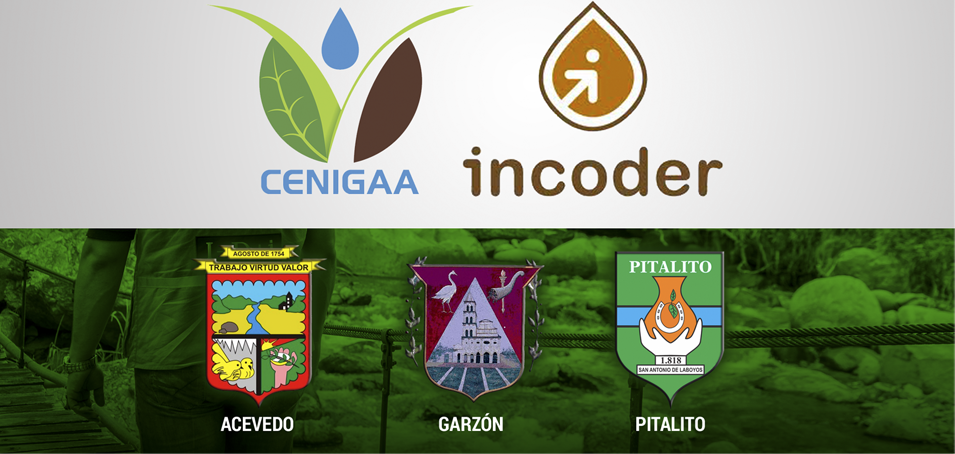 CENIGAA
incoder
AGOSTO DE 1754
TRABAJO VIRTUD VALOR
PITALITO
1.818
SAN ANTONIO DE LABOYOS
ACEVEDO
GARZÓN
PITALITO